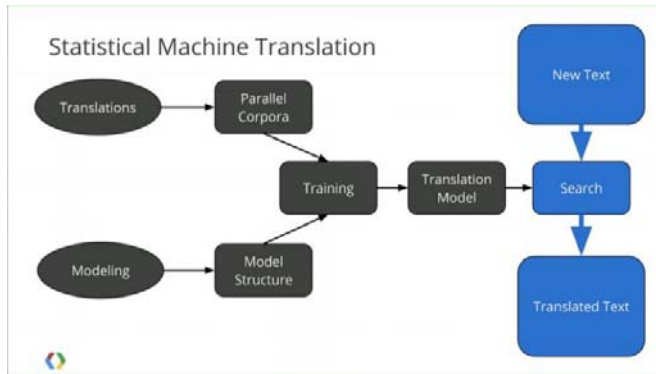 Statistical Machine Translation
New Text
Translations
Parallel
Corpora
Training
Translation
Model
Search
Modeling
Model
Structure
Translated Text